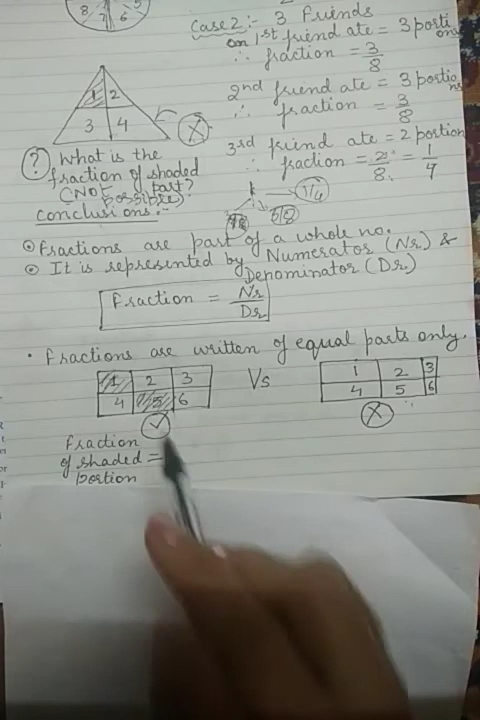 8 7 6 5
Case 2:- 3 friends
on 1st friend ate = 3 portions
∴ fraction = 3/8
2nd friend ate = 3 portions
∴ fraction = 3/8
3rd friend ate = 2 portion
∴ fraction = 2/8 = 1/4
1 2
3 4
X
? What is the
fraction of shaded
part?
(Not possible)
1/4
Conclusions:-
⊙ fractions are part of a whole no.
⊙ It is represented by Numerator (Nr) &
Denominator (Dr)
Fraction = Nr/Dr
• Fractions are written of equal parts only.
1 2 3
4 5 6
✓
Vs
1 2 3
4 5 6
X
Fraction
of shaded =
portion